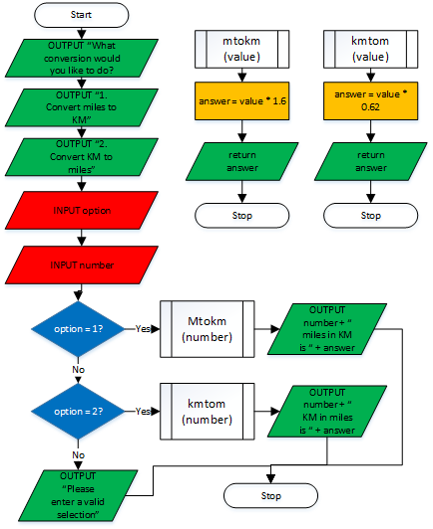 Start
OUTPUT "What
conversion would
you like to do?
OUTPUT "1.
Convert miles to
KM"
OUTPUT "2.
Convert KM to
miles"
INPUT option
INPUT number
option = 1?
Yes
Mtokm
(number)
OUTPUT
number + "
miles in KM
is " + answer
No
option = 2?
Yes
kmtom
(number)
OUTPUT
number + "
KM in miles
is " + answer
No
OUTPUT
"Please
enter a valid
selection"
Stop
mtokm
(value)
answer = value * 1.6
return
answer
Stop
kmtom
(value)
answer = value *
0.62
return
answer
Stop